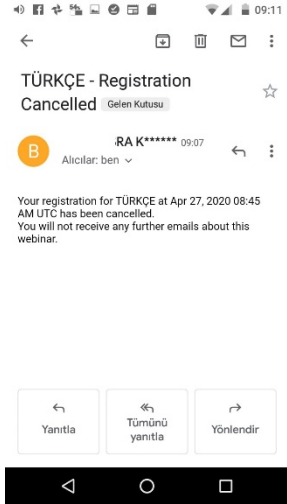 09:11
TÜRKÇE - Registration
Cancelled Gelen Kutusu
B
RA K****** 09:07
Alıcılar: ben
Your registration for TÜRKÇE at Apr 27, 2020 08:45
AM UTC has been cancelled.
You will not receive any further emails about this
webinar.
Yanıtla
Tümünü
yanıtla
Yönlendir